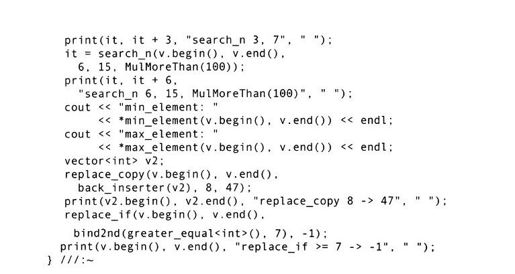 print(it, it + 3, "search_n 3, 7", " ");
it = search_n(v.begin(), v.end(),
6, 15, MulMoreThan(100));
print(it, it + 6,
"search_n 6, 15, MulMoreThan(100)", " ");
cout << "min_element: "
<< *min_element(v.begin(), v.end()) << endl;
cout << "max_element: "
<< *max_element(v.begin(), v.end()) << endl;
vector<int> v2;
replace_copy(v.begin(), v.end(),
back_inserter(v2), 8, 47);
print(v2.begin(), v2.end(), "replace_copy 8 -> 47", " ");
replace_if(v.begin(), v.end(),
bind2nd(greater_equal<int>(), 7), -1);
print(v.begin(), v.end(), "replace_if >= 7 -> -1", " ");
} ///:~